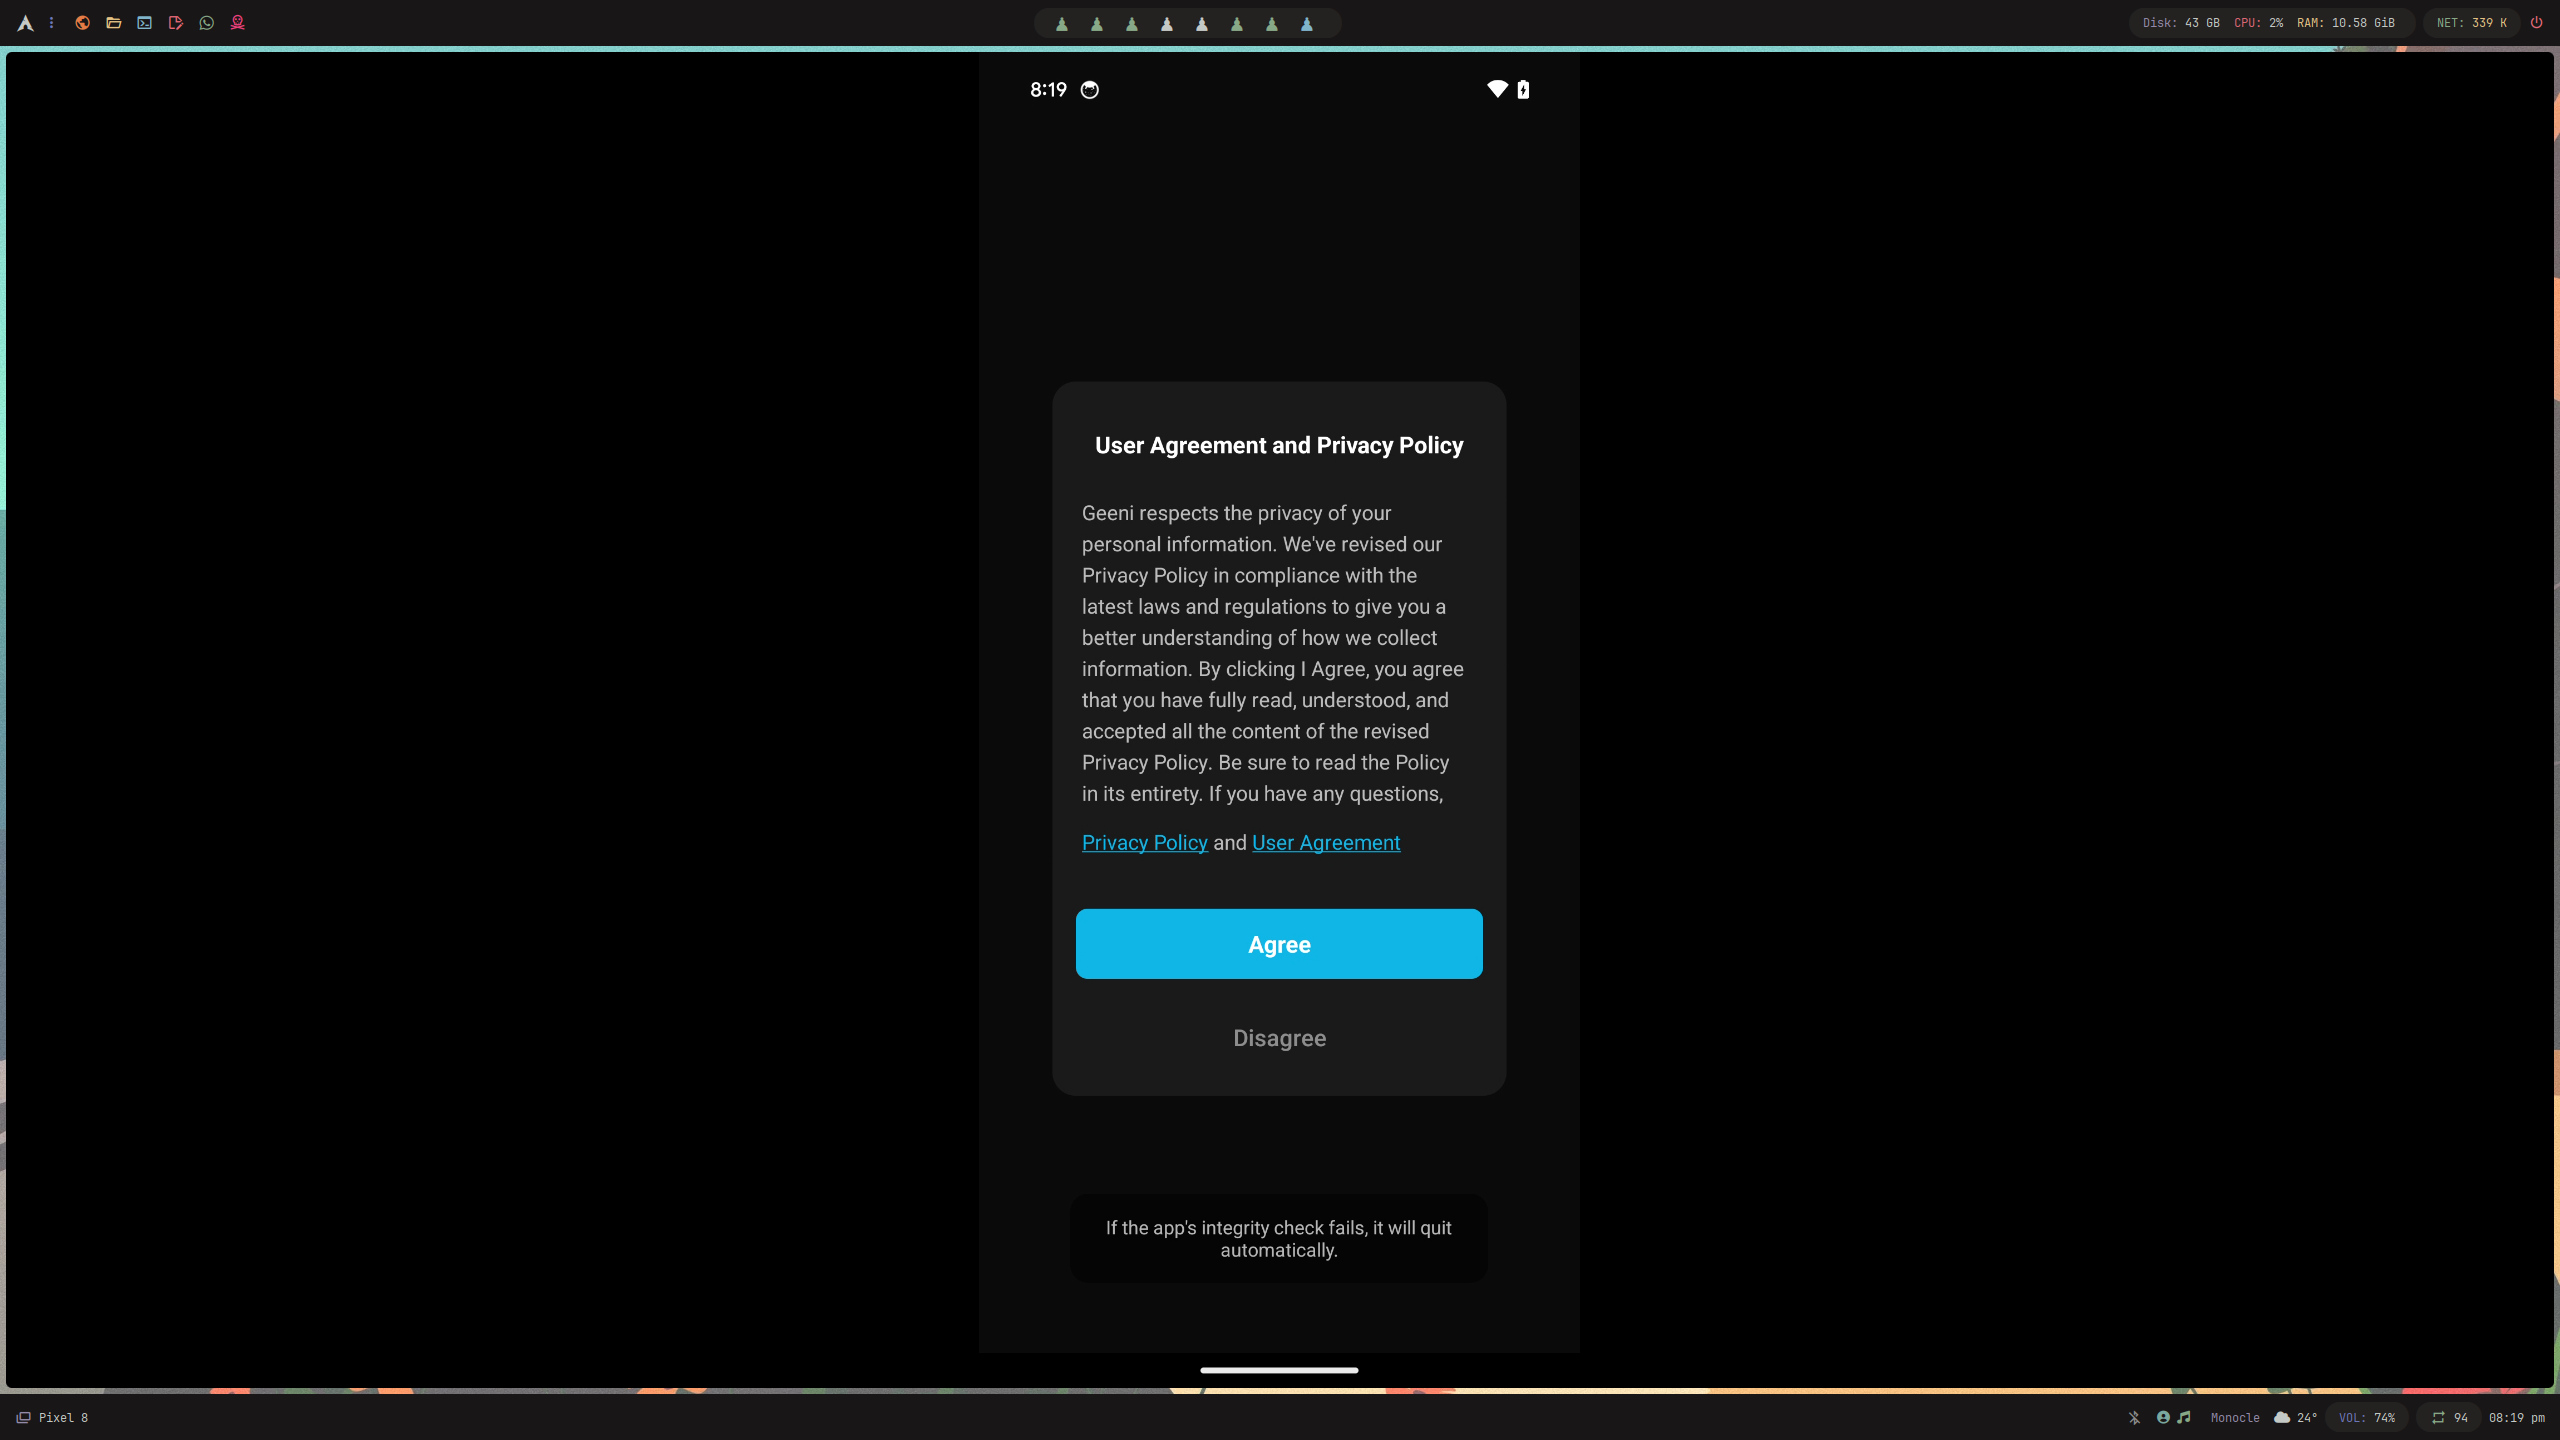 Disk: 43 GB CPU: 2% RAM: 10.58 GiB NET: 339 K
8:19
User Agreement and Privacy Policy
Geeni respects the privacy of your
personal information. We've revised our
Privacy Policy in compliance with the
latest laws and regulations to give you a
better understanding of how we collect
information. By clicking I Agree, you agree
that you have fully read, understood, and
accepted all the content of the revised
Privacy Policy. Be sure to read the Policy
in its entirety. If you have any questions,
Privacy Policy and User Agreement
Agree
Disagree
If the app's integrity check fails, it will quit
automatically.
Pixel 8 Monocle 24° VOL: 74% 94 08:19 pm